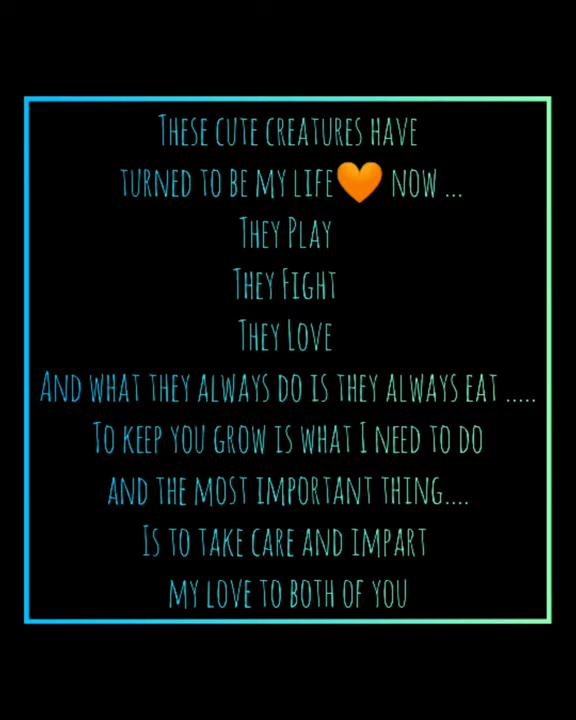 These cute creatures have
turned to be my life🧡 now ...
They Play
They Fight
They Love
And what they always do is they always eat .....
To keep you grow is what I need to do
and the most important thing....
Is to take care and impart
my love to both of you